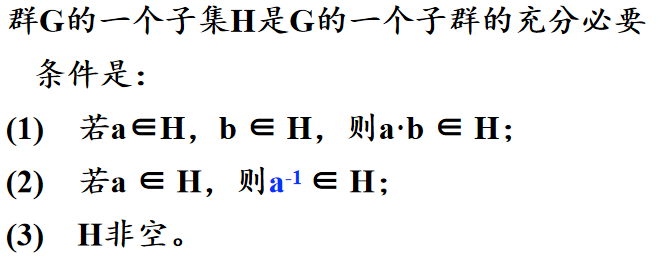 群G的一个子集H是G的一个子群的充分必要
条件是：
(1) 若a∈H，b ∈ H，则a·b ∈ H；
(2) 若a ∈ H，则a⁻¹ ∈ H；
(3) H非空。